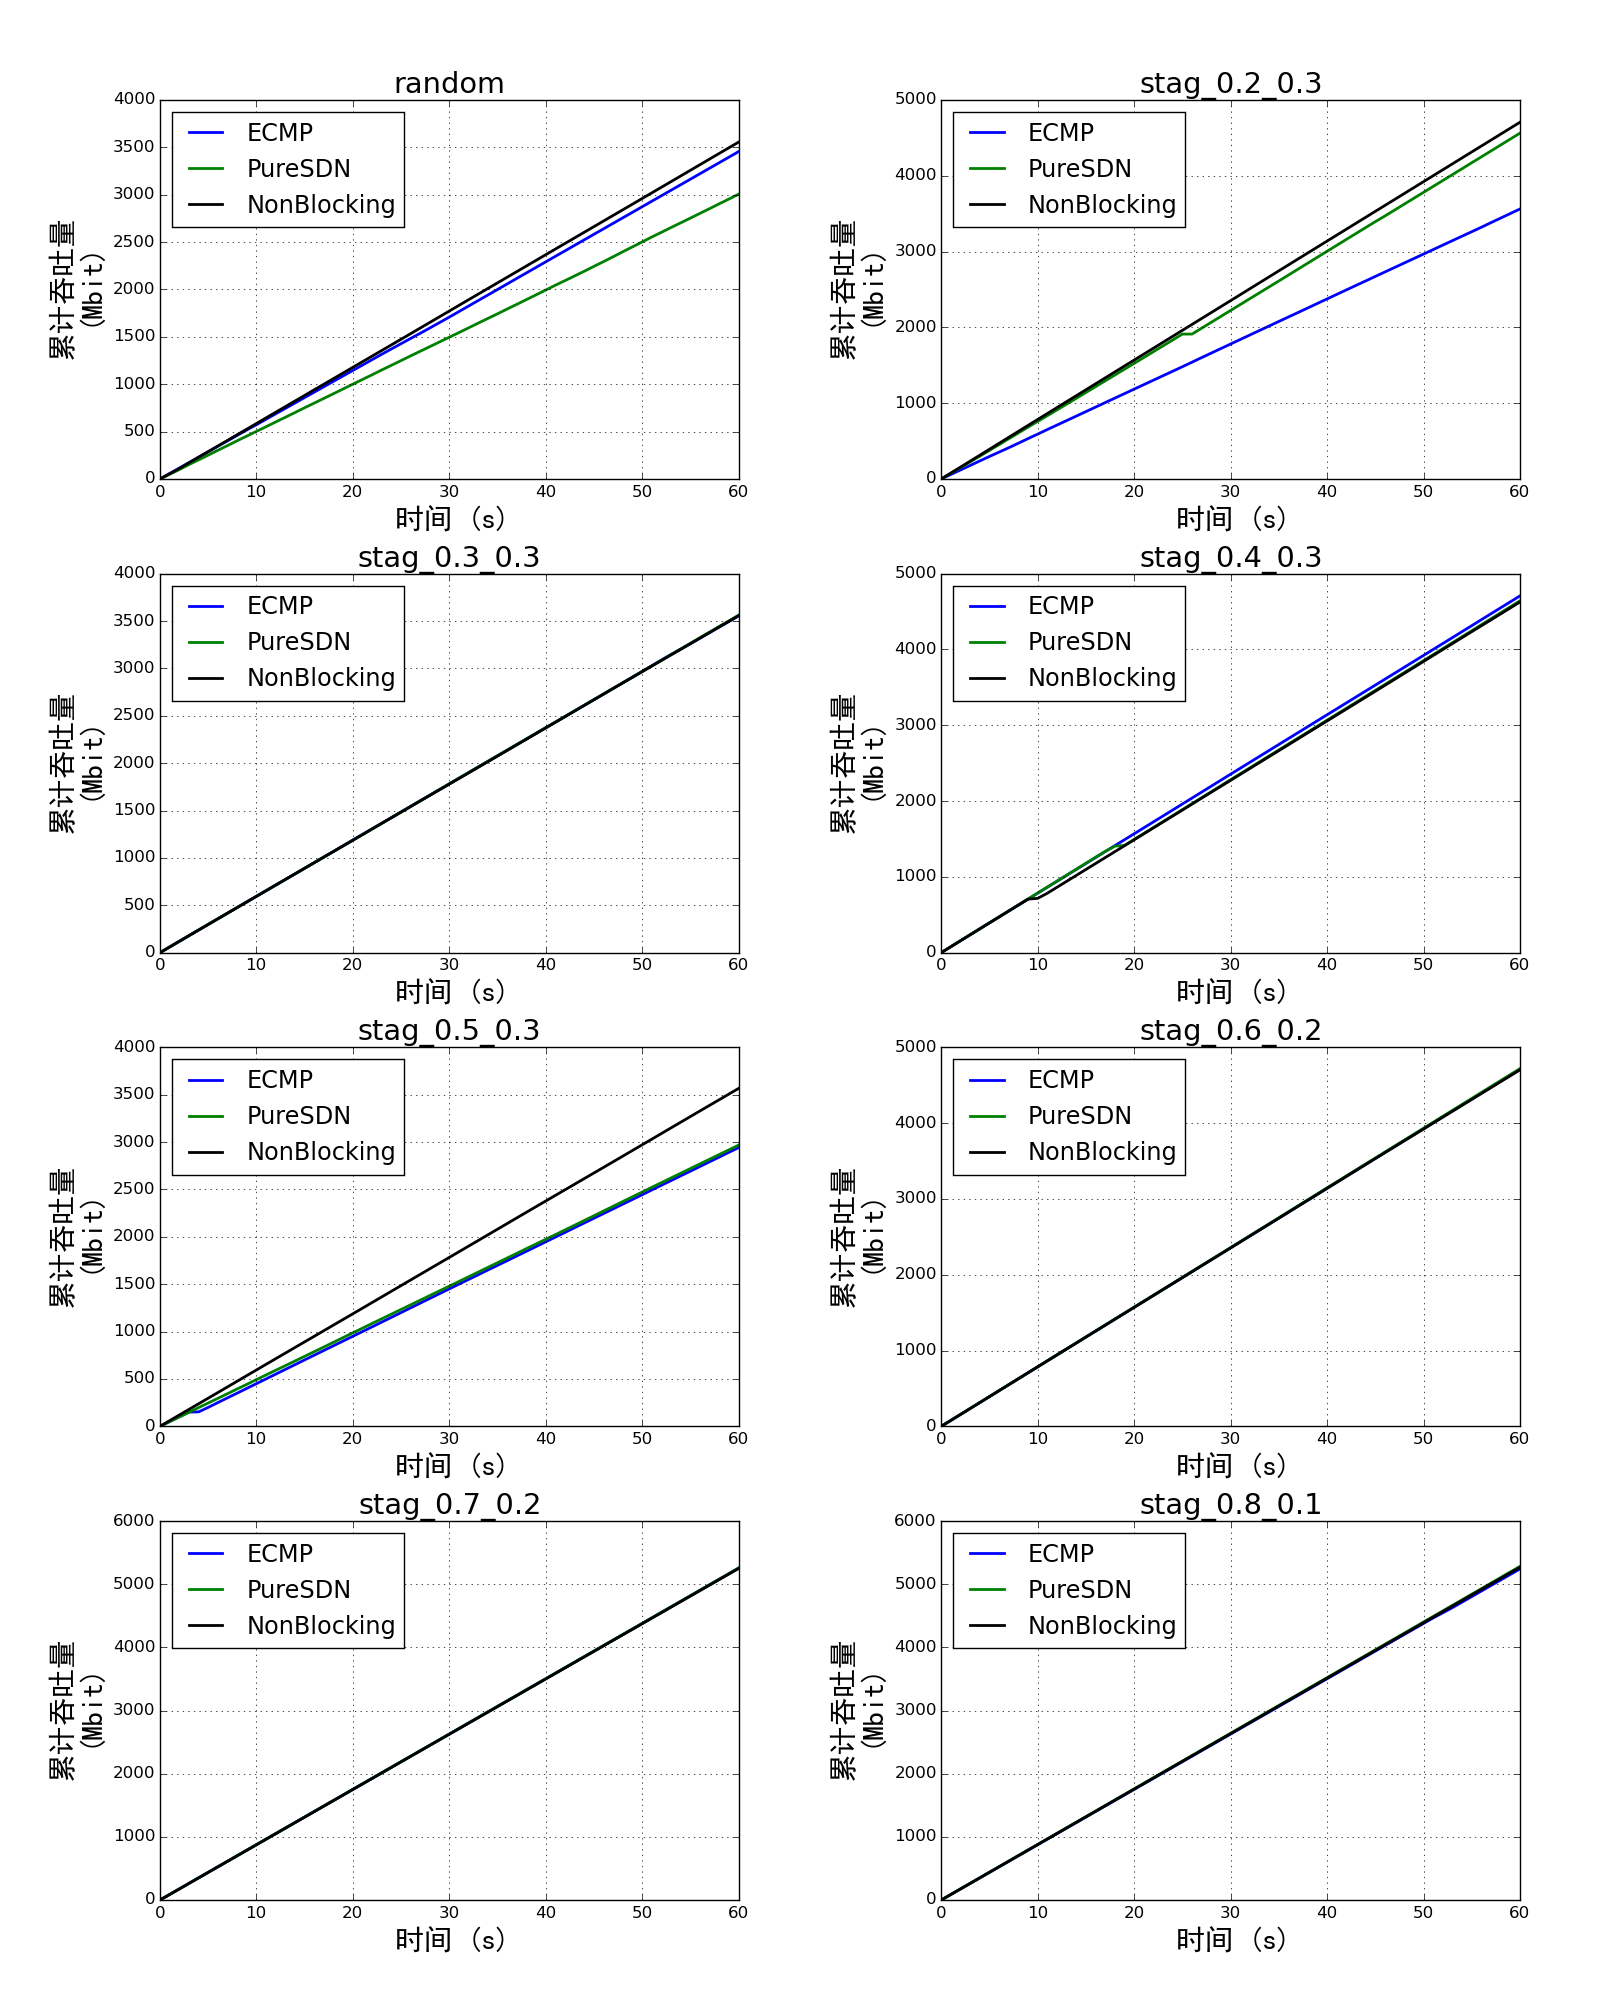 random
4000
3500
3000
2500
2000
1500
1000
500
0
ECMP
PureSDN
NonBlocking
累计吞吐量
(Mbit)
0 10 20 30 40 50 60
时间 (s)
stag_0.2_0.3
5000
4000
3000
2000
1000
0
ECMP
PureSDN
NonBlocking
累计吞吐量
(Mbit)
0 10 20 30 40 50 60
时间 (s)
stag_0.3_0.3
4000
3500
3000
2500
2000
1500
1000
500
0
ECMP
PureSDN
NonBlocking
累计吞吐量
(Mbit)
0 10 20 30 40 50 60
时间 (s)
stag_0.4_0.3
5000
4000
3000
2000
1000
0
ECMP
PureSDN
NonBlocking
累计吞吐量
(Mbit)
0 10 20 30 40 50 60
时间 (s)
stag_0.5_0.3
4000
3500
3000
2500
2000
1500
1000
500
0
ECMP
PureSDN
NonBlocking
累计吞吐量
(Mbit)
0 10 20 30 40 50 60
时间 (s)
stag_0.6_0.2
5000
4000
3000
2000
1000
0
ECMP
PureSDN
NonBlocking
累计吞吐量
(Mbit)
0 10 20 30 40 50 60
时间 (s)
stag_0.7_0.2
6000
5000
4000
3000
2000
1000
0
ECMP
PureSDN
NonBlocking
累计吞吐量
(Mbit)
0 10 20 30 40 50 60
时间 (s)
stag_0.8_0.1
6000
5000
4000
3000
2000
1000
0
ECMP
PureSDN
NonBlocking
累计吞吐量
(Mbit)
0 10 20 30 40 50 60
时间 (s)